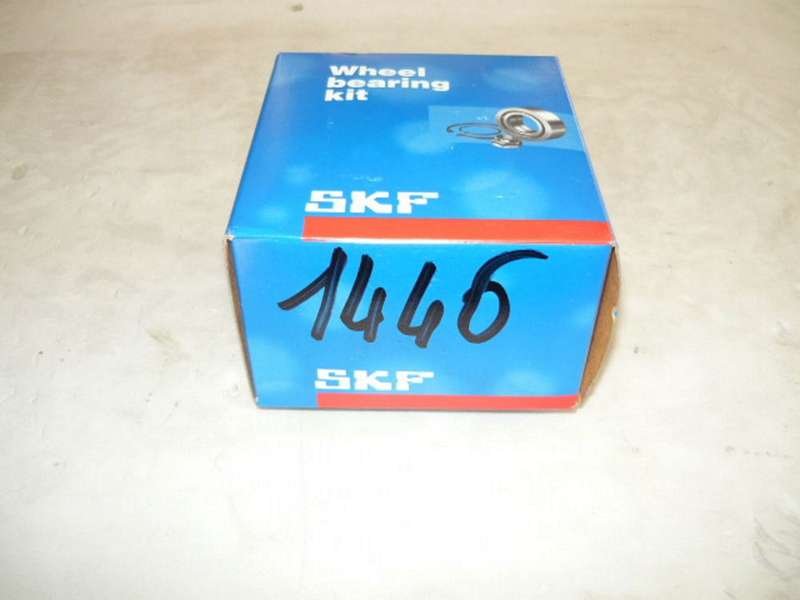 Wheel
bearing
kit
SKF
1446
SKF